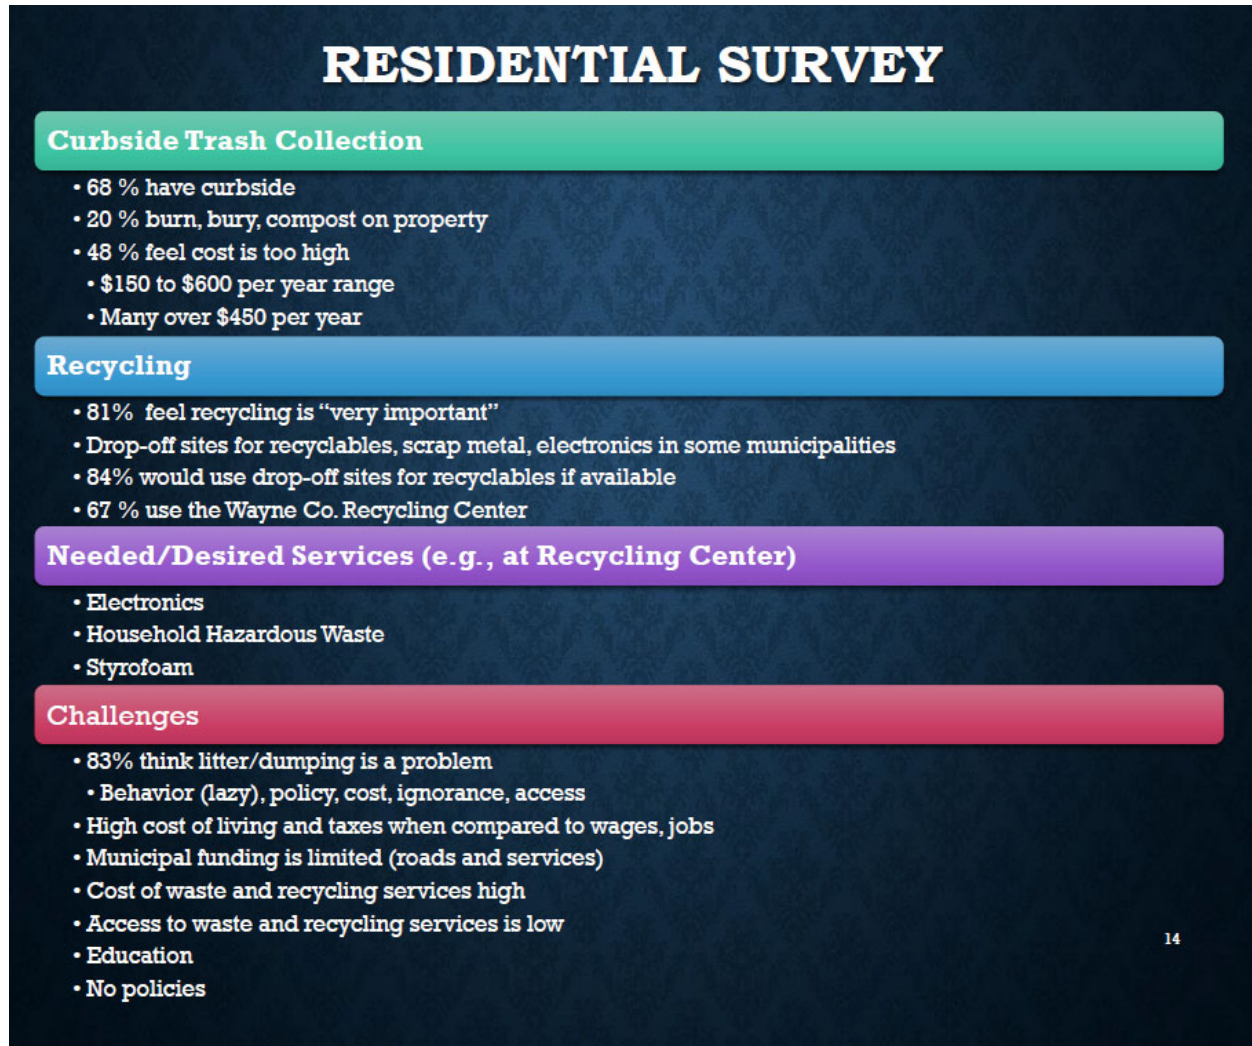 RESIDENTIAL SURVEY
Curbside Trash Collection
• 68 % have curbside
• 20 % burn, bury, compost on property
• 48 % feel cost is too high
• $150 to $600 per year range
• Many over $450 per year
Recycling
• 81%  feel recycling is “very important”
• Drop-off sites for recyclables, scrap metal, electronics in some municipalities
• 84% would use drop-off sites for recyclables if available
• 67 % use the Wayne Co. Recycling Center
Needed/Desired Services (e.g., at Recycling Center)
• Electronics
• Household Hazardous Waste
• Styrofoam
Challenges
• 83% think litter/dumping is a problem
• Behavior (lazy), policy, cost, ignorance, access
• High cost of living and taxes when compared to wages, jobs
• Municipal funding is limited (roads and services)
• Cost of waste and recycling services high
• Access to waste and recycling services is low
• Education
• No policies
14